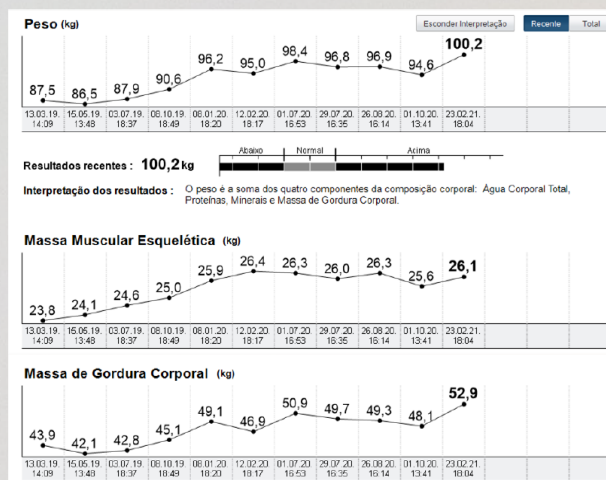 Peso (kg)
Esconder Interpretação Recente Total
87,5 86,5 87,9 90,6 96,2 95,0 98,4 96,8 96,9 94,6 100,2
13.03.19. 15.05.19. 03.07.19. 08.10.19. 08.01.20. 12.02.20. 01.07.20. 29.07.20. 26.08.20. 01.10.20. 23.02.21.
14:09 13:48 18:37 18:49 18:20 18:17 16:53 16:35 16:14 13:41 18:04
Abaixo Normal Acima
Resultados recentes : 100,2 kg
Interpretação dos resultados : O peso é a soma dos quatro componentes da composição corporal: Água Corporal Total,
Proteínas, Minerais e Massa de Gordura Corporal.
Massa Muscular Esquelética (kg)
23,8 24,1 24,6 25,0 25,9 26,4 26,3 26,0 26,3 25,6 26,1
13.03.19. 15.05.19. 03.07.19. 08.10.19. 08.01.20. 12.02.20. 01.07.20. 29.07.20. 26.08.20. 01.10.20. 23.02.21.
14:09 13:48 18:37 18:49 18:20 18:17 16:53 16:35 16:14 13:41 18:04
Massa de Gordura Corporal (kg)
43,9 42,1 42,8 45,1 49,1 46,9 50,9 49,7 49,3 48,1 52,9
13.03.19. 15.05.19. 03.07.19. 08.10.19 08.01.20. 12.02.20. 01.07.20. 29.07.20. 26.08.20. 01.10.20. 23.02.21.
14:09 13:48 18:37 18:49 18:20 18:17 16:53 16:35 16:14 13:41 18:04